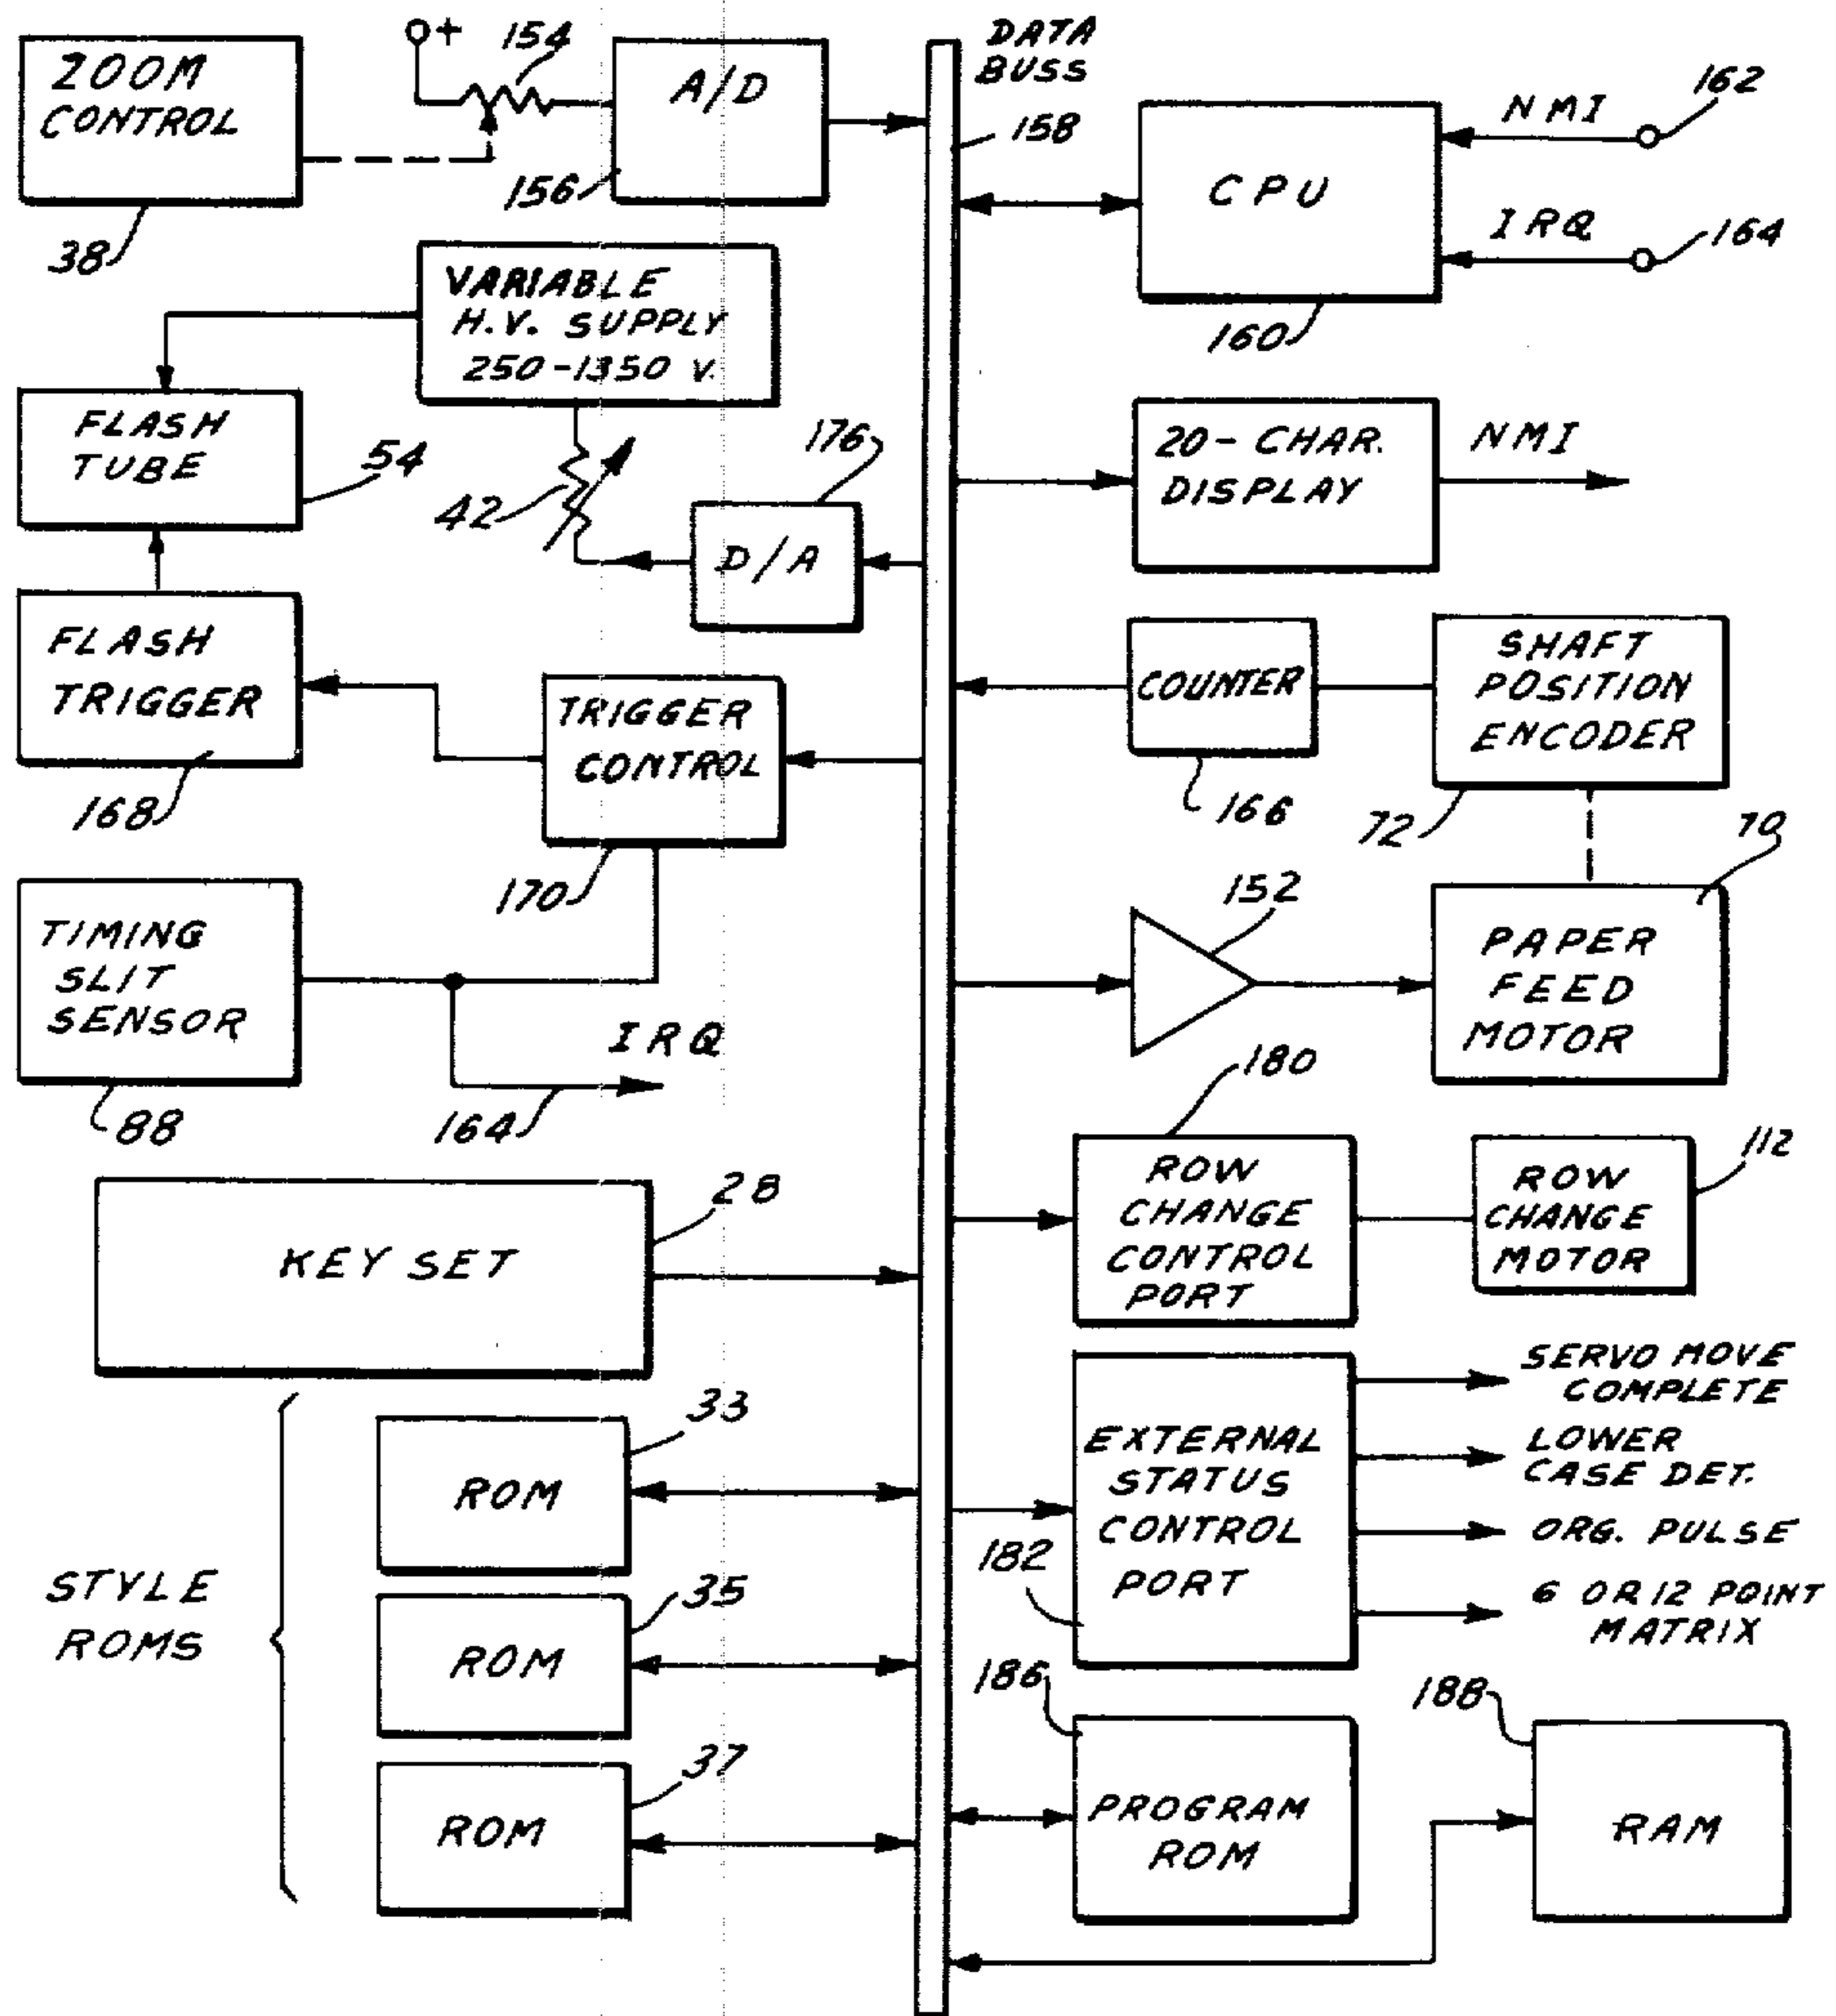 ZOOM
CONTROL
38
+
154
A/D
156
DATA
BUSS
158
CPU
160
NMI
162
IRQ
164
VARIABLE
H.V. SUPPLY
250-1350 V.
FLASH
TUBE
54
42
176
D/A
20-CHAR.
DISPLAY
NMI
FLASH
TRIGGER
168
TRIGGER
CONTROL
170
COUNTER
166
SHAFT
POSITION
ENCODER
72
70
TIMING
SLIT
SENSOR
88
IRQ
164
152
PAPER
FEED
MOTOR
KEY SET
28
180
ROW
CHANGE
CONTROL
PORT
ROW
CHANGE
MOTOR
112
STYLE
ROMS
ROM
33
ROM
35
ROM
37
EXTERNAL
STATUS
CONTROL
PORT
182
SERVO MOVE
COMPLETE
LOWER
CASE DET.
ORG. PULSE
6 OR 12 POINT
MATRIX
186
PROGRAM
ROM
188
RAM